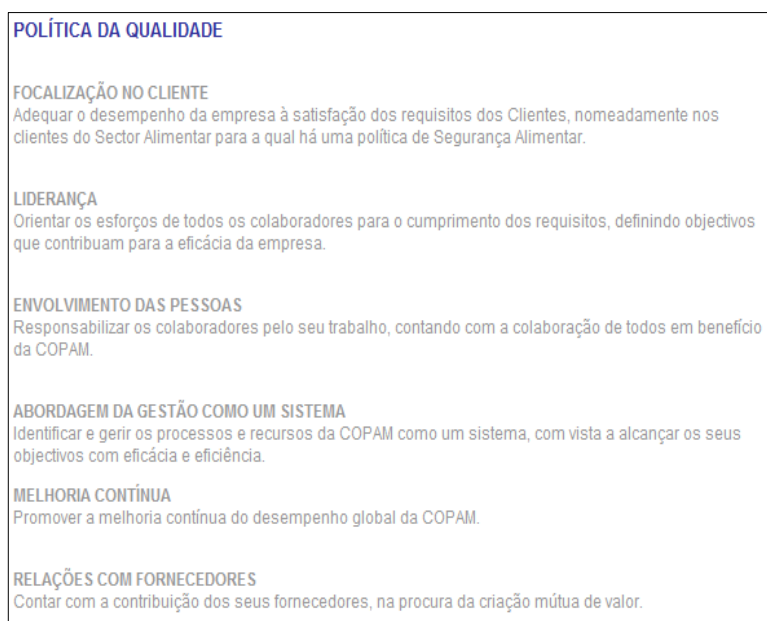 POLÍTICA DA QUALIDADE
FOCALIZAÇÃO NO CLIENTE
Adequar o desempenho da empresa à satisfação dos requisitos dos Clientes, nomeadamente nos
clientes do Sector Alimentar para a qual há uma política de Segurança Alimentar.
LIDERANÇA
Orientar os esforços de todos os colaboradores para o cumprimento dos requisitos, definindo objectivos
que contribuam para a eficácia da empresa.
ENVOLVIMENTO DAS PESSOAS
Responsabilizar os colaboradores pelo seu trabalho, contando com a colaboração de todos em benefício
da COPAM.
ABORDAGEM DA GESTÃO COMO UM SISTEMA
Identificar e gerir os processos e recursos da COPAM como um sistema, com vista a alcançar os seus
objectivos com eficácia e eficiência.
MELHORIA CONTÍNUA
Promover a melhoria contínua do desempenho global da COPAM.
RELAÇÕES COM FORNECEDORES
Contar com a contribuição dos seus fornecedores, na procura da criação mútua de valor.